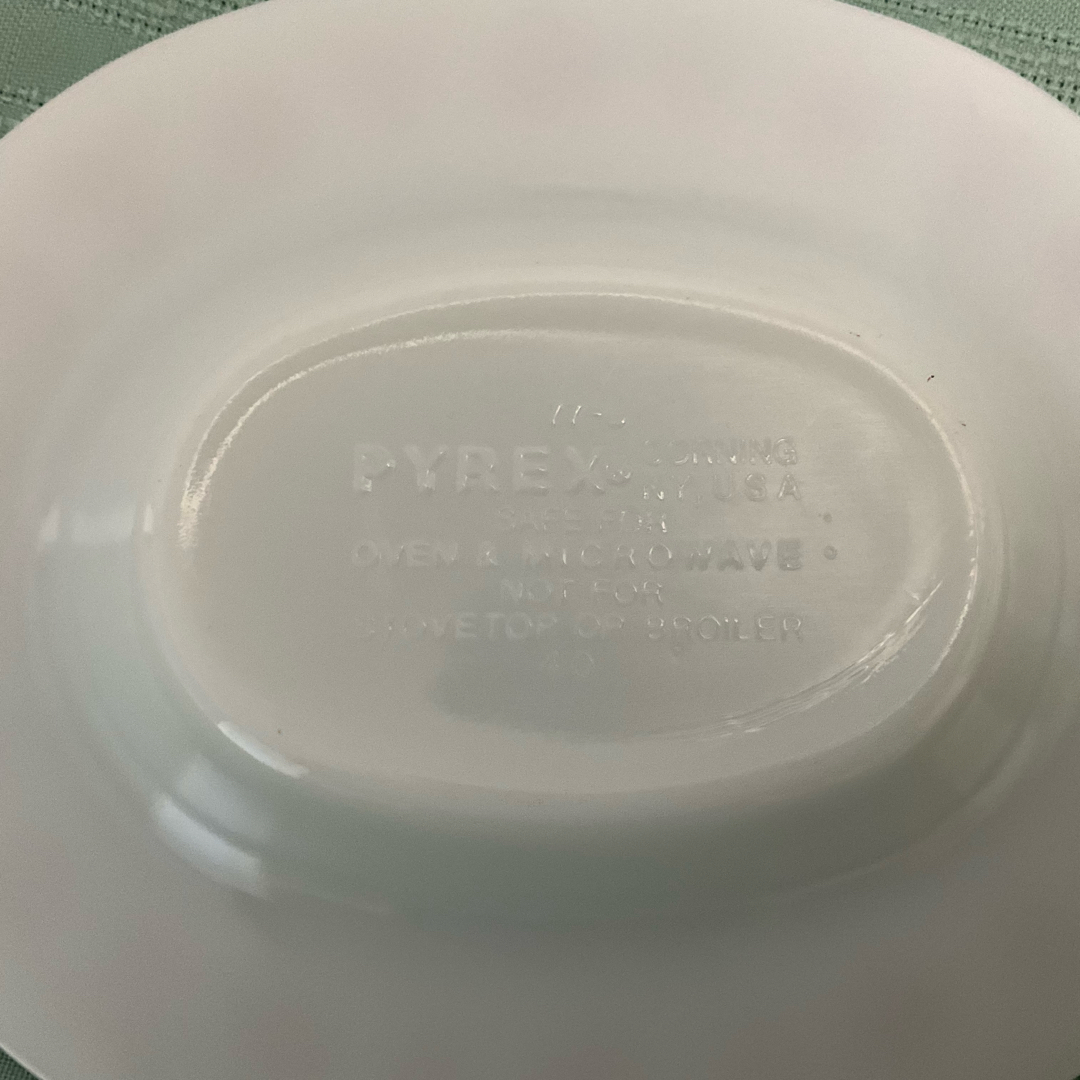 PYREX® CORNING
NY, USA
SAFE FOR
OVEN & MICROWAVE
NOT FOR
STOVETOP OR BROILER